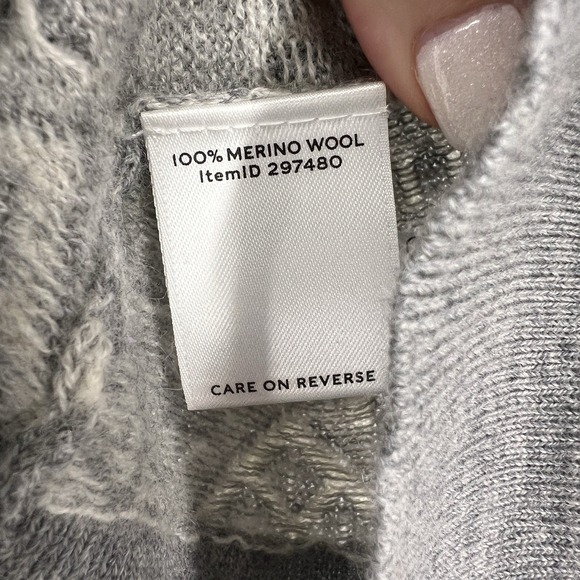 100% MERINO WOOL
ItemID 297480
CARE ON REVERSE